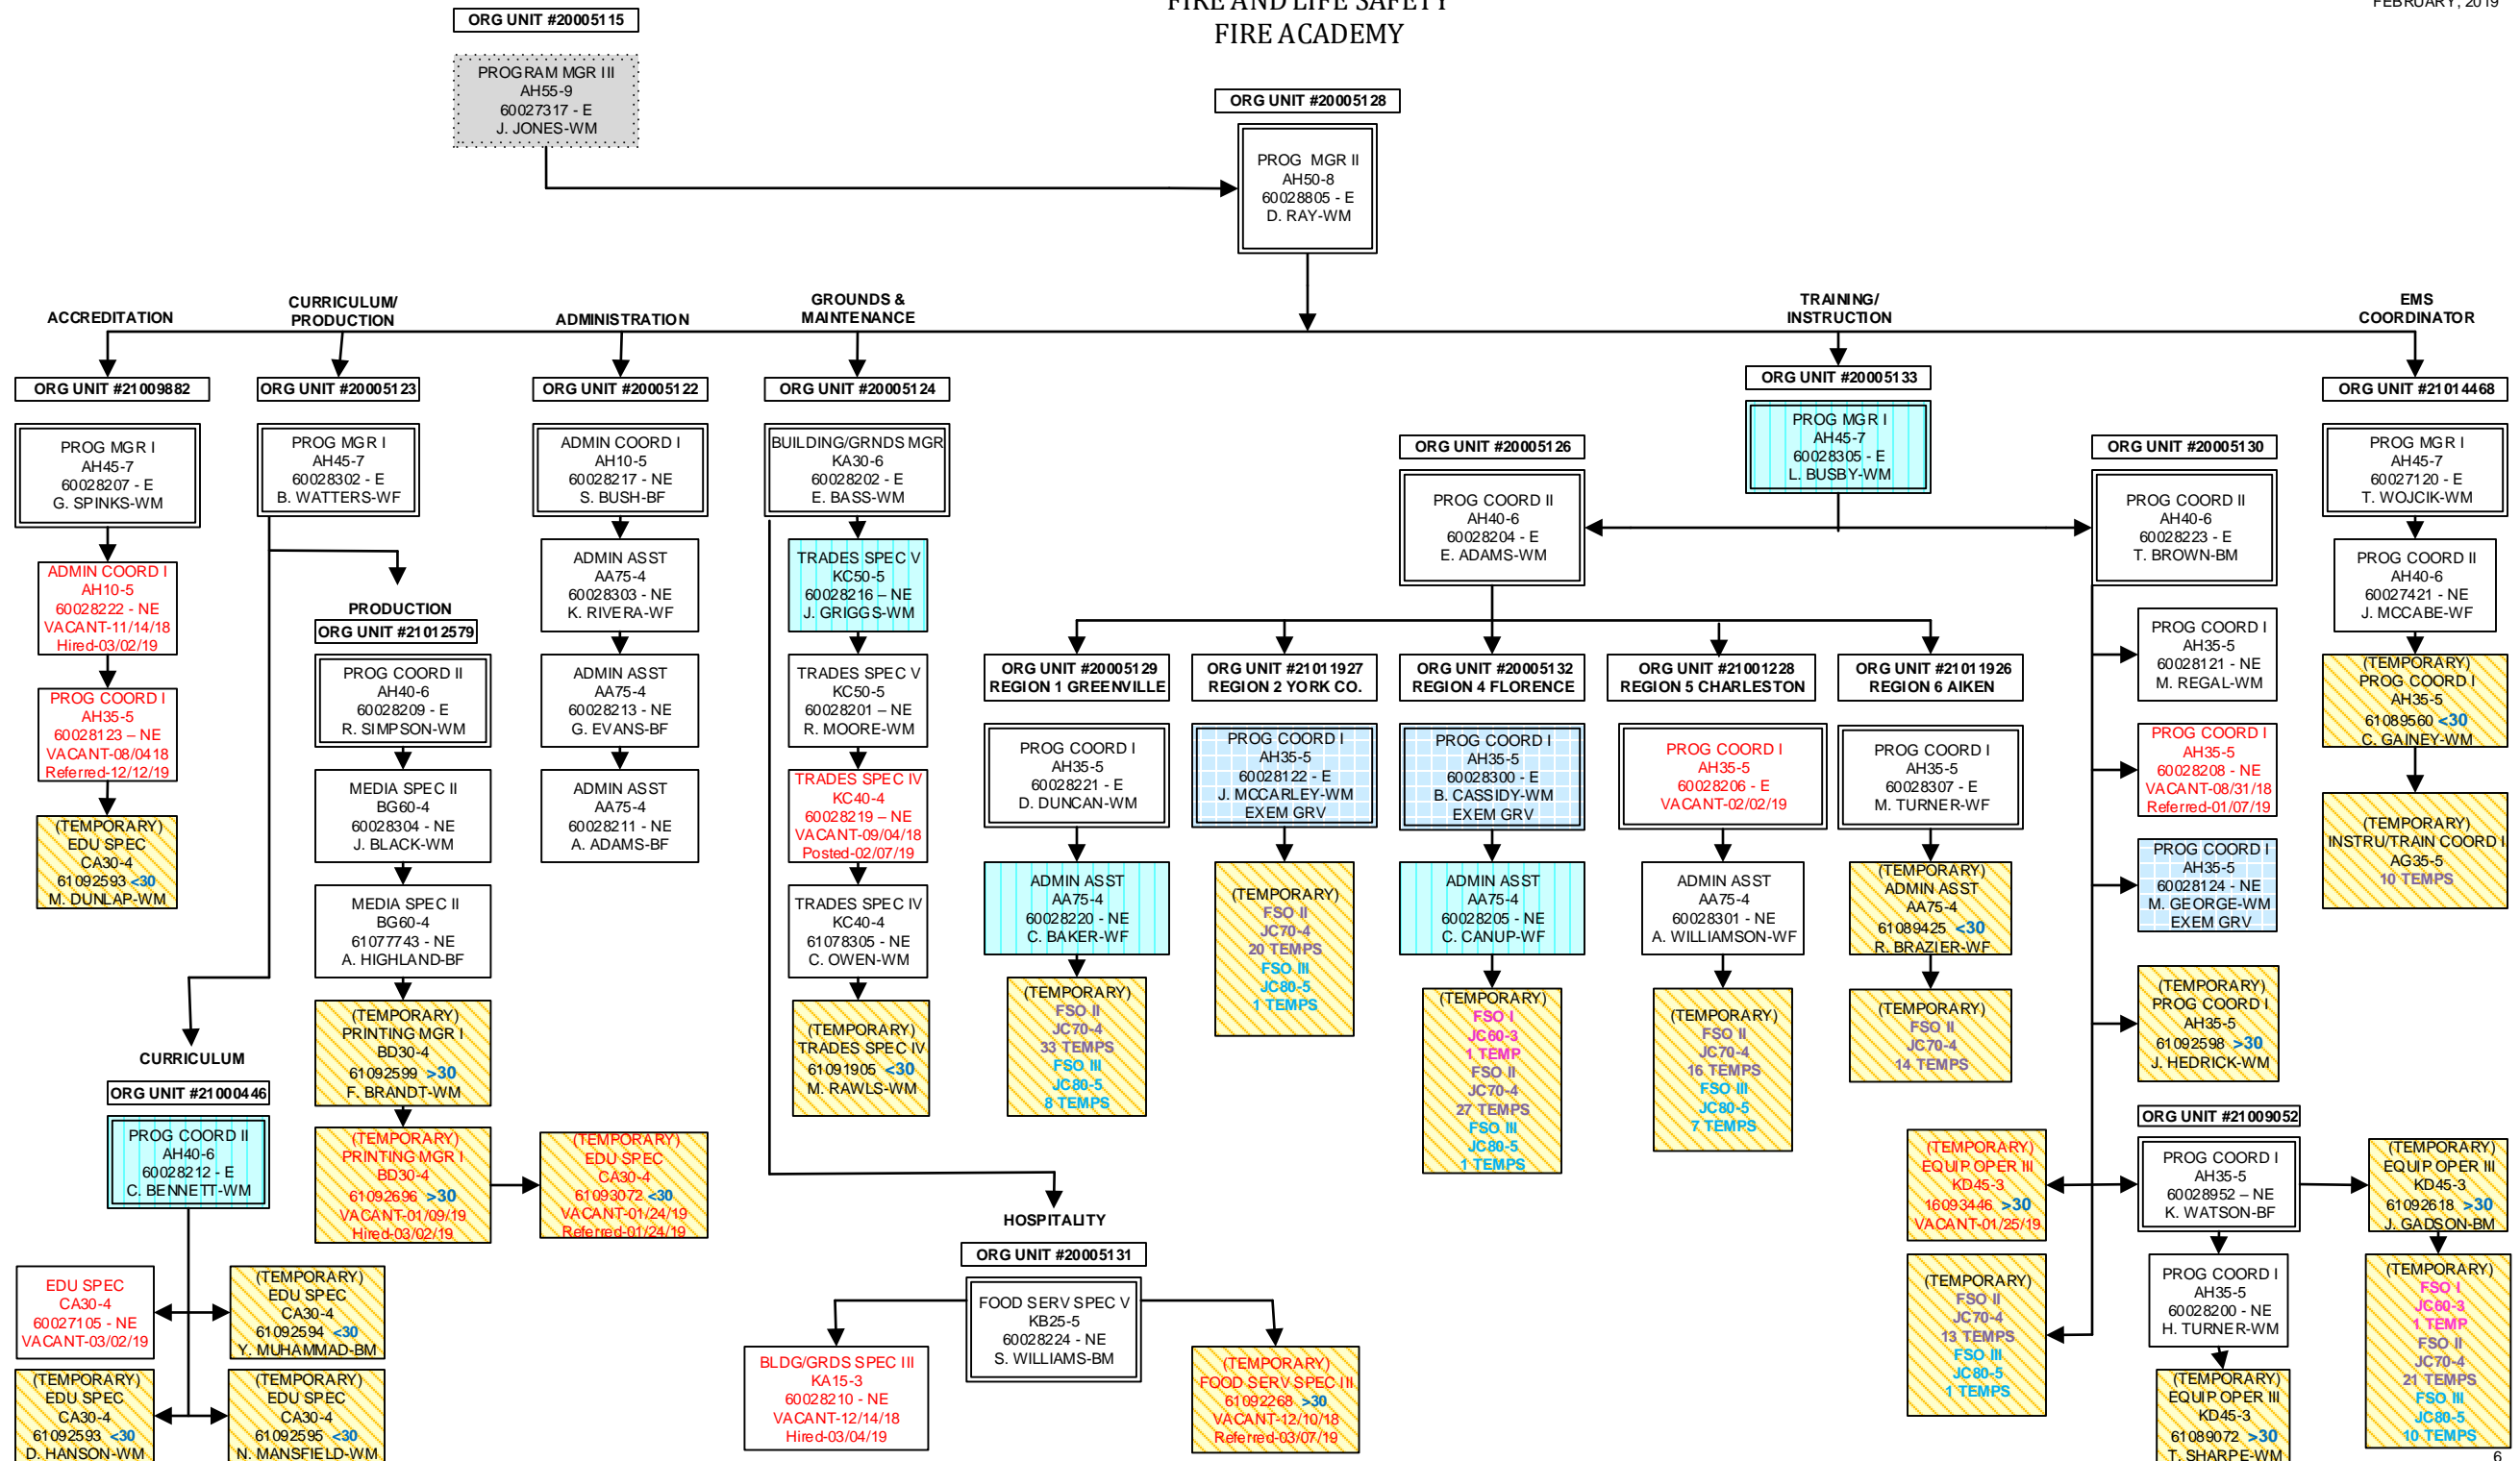 FIRE AND LIFE SAFETY
FIRE ACADEMY
FEBRUARY, 2019
ORG UNIT #20005115
PROGRAM MGR III
AH55-9
60027317 - E
J. JONES-WM
ORG UNIT #20005128
PROG MGR II
AH50-8
60028805 - E
D. RAY-WM
ACCREDITATION
ORG UNIT #21009882
PROG MGR I
AH45-7
60028207 - E
G. SPINKS-WM
ADMIN COORD I
AH10-5
60028222 - NE
VACANT-11/14/18
Hired-03/02/19
PROG COORD I
AH35-5
60028123 – NE
VACANT-08/0418
Referred-12/12/19
(TEMPORARY)
EDU SPEC
CA30-4
61092593 <30
M. DUNLAP-WM
CURRICULUM/
PRODUCTION
ORG UNIT #20005123
PROG MGR I
AH45-7
60028302 - E
B. WATTERS-WF
PRODUCTION
ORG UNIT #21012579
PROG COORD II
AH40-6
60028209 - E
R. SIMPSON-WM
MEDIA SPEC II
BG60-4
60028304 - NE
J. BLACK-WM
MEDIA SPEC II
BG60-4
61077743 - NE
A. HIGHLAND-BF
(TEMPORARY)
PRINTING MGR I
BD30-4
61092599 >30
F. BRANDT-WM
(TEMPORARY)
PRINTING MGR I
BD30-4
61092696 >30
VACANT-01/09/19
Hired-03/02/19
(TEMPORARY)
EDU SPEC
CA30-4
61093072 <30
VACANT-01/24/19
Referred-01/24/19
CURRICULUM
ORG UNIT #21000446
PROG COORD II
AH40-6
60028212 - E
C. BENNETT-WM
EDU SPEC
CA30-4
60027105 - NE
VACANT-03/02/19
(TEMPORARY)
EDU SPEC
CA30-4
61092594 <30
Y. MUHAMMAD-BM
(TEMPORARY)
EDU SPEC
CA30-4
61092593 <30
D. HANSON-WM
(TEMPORARY)
EDU SPEC
CA30-4
61092595 <30
N. MANSFIELD-WM
ADMINISTRATION
ORG UNIT #20005122
ADMIN COORD I
AH10-5
60028217 - NE
S. BUSH-BF
ADMIN ASST
AA75-4
60028303 - NE
K. RIVERA-WF
ADMIN ASST
AA75-4
60028213 - NE
G. EVANS-BF
ADMIN ASST
AA75-4
60028211 - NE
A. ADAMS-BF
GROUNDS &
MAINTENANCE
ORG UNIT #20005124
BUILDING/GRNDS MGR
KA30-6
60028202 - E
E. BASS-WM
TRADES SPEC V
KC50-5
60028216 – NE
J. GRIGGS-WM
TRADES SPEC V
KC50-5
60028201 – NE
R. MOORE-WM
TRADES SPEC IV
KC40-4
60028219 – NE
VACANT-09/04/18
Posted-02/07/19
TRADES SPEC IV
KC40-4
61078305 - NE
C. OWEN-WM
(TEMPORARY)
TRADES SPEC IV
61091905 <30
M. RAWLS-WM
HOSPITALITY
ORG UNIT #20005131
FOOD SERV SPEC V
KB25-5
60028224 - NE
S. WILLIAMS-BM
BLDG/GRDS SPEC III
KA15-3
60028210 - NE
VACANT-12/14/18
Hired-03/04/19
(TEMPORARY)
FOOD SERV SPEC III
61092268 >30
VACANT-12/10/18
Referred-03/07/19
TRAINING/
INSTRUCTION
ORG UNIT #20005133
PROG MGR I
AH45-7
60028305 - E
L. BUSBY-WM
ORG UNIT #20005126
PROG COORD II
AH40-6
60028204 - E
E. ADAMS-WM
ORG UNIT #20005129
REGION 1 GREENVILLE
PROG COORD I
AH35-5
60028221 - E
D. DUNCAN-WM
ADMIN ASST
AA75-4
60028220 - NE
C. BAKER-WF
(TEMPORARY)
FSO II
JC70-4
33 TEMPS
FSO III
JC80-5
8 TEMPS
ORG UNIT #21011927
REGION 2 YORK CO.
PROG COORD I
AH35-5
60028122 - E
J. MCCARLEY-WM
EXEM GRV
(TEMPORARY)
FSO II
JC70-4
20 TEMPS
FSO III
JC80-5
1 TEMPS
ORG UNIT #20005132
REGION 4 FLORENCE
PROG COORD I
AH35-5
60028300 - E
B. CASSIDY-WM
EXEM GRV
ADMIN ASST
AA75-4
60028205 - NE
C. CANUP-WF
(TEMPORARY)
FSO I
JC60-3
1 TEMP
FSO II
JC70-4
27 TEMPS
FSO III
JC80-5
1 TEMPS
ORG UNIT #21001228
REGION 5 CHARLESTON
PROG COORD I
AH35-5
60028206 - E
VACANT-02/02/19
ADMIN ASST
AA75-4
60028301 - NE
A. WILLIAMSON-WF
(TEMPORARY)
FSO II
JC70-4
16 TEMPS
FSO III
JC80-5
7 TEMPS
ORG UNIT #21011926
REGION 6 AIKEN
PROG COORD I
AH35-5
60028307 - E
M. TURNER-WF
(TEMPORARY)
ADMIN ASST
AA75-4
61089425 <30
R. BRAZIER-WF
(TEMPORARY)
FSO II
JC70-4
14 TEMPS
ORG UNIT #20005130
PROG COORD II
AH40-6
60028223 - E
T. BROWN-BM
PROG COORD I
AH35-5
60028121 - NE
M. REGAL-WM
PROG COORD I
AH35-5
60028208 - NE
VACANT-08/31/18
Referred-01/07/19
PROG COORD I
AH35-5
60028124 - NE
M. GEORGE-WM
EXEM GRV
(TEMPORARY)
PROG COORD I
AH35-5
61092598 >30
J. HEDRICK-WM
ORG UNIT #21009052
(TEMPORARY)
EQUIP OPER III
KD45-3
16093446 >30
VACANT-01/25/19
PROG COORD I
AH35-5
60028952 – NE
K. WATSON-BF
(TEMPORARY)
EQUIP OPER III
KD45-3
61092618 >30
J. GADSON-BM
(TEMPORARY)
FSO II
JC70-4
13 TEMPS
FSO III
JC80-5
1 TEMPS
PROG COORD I
AH35-5
60028200 - NE
H. TURNER-WM
(TEMPORARY)
EQUIP OPER III
KD45-3
61089072 >30
T. SHARPE-WM
(TEMPORARY)
FSO I
JC60-3
1 TEMP
FSO II
JC70-4
21 TEMPS
FSO III
JC80-5
10 TEMPS
EMS
COORDINATOR
ORG UNIT #21014468
PROG MGR I
AH45-7
60027120 - E
T. WOJCIK-WM
PROG COORD II
AH40-6
60027421 - NE
J. MCCABE-WF
(TEMPORARY)
PROG COORD I
AH35-5
61089560 <30
C. GAINEY-WM
(TEMPORARY)
INSTRU/TRAIN COORD I
AG35-5
10 TEMPS
6